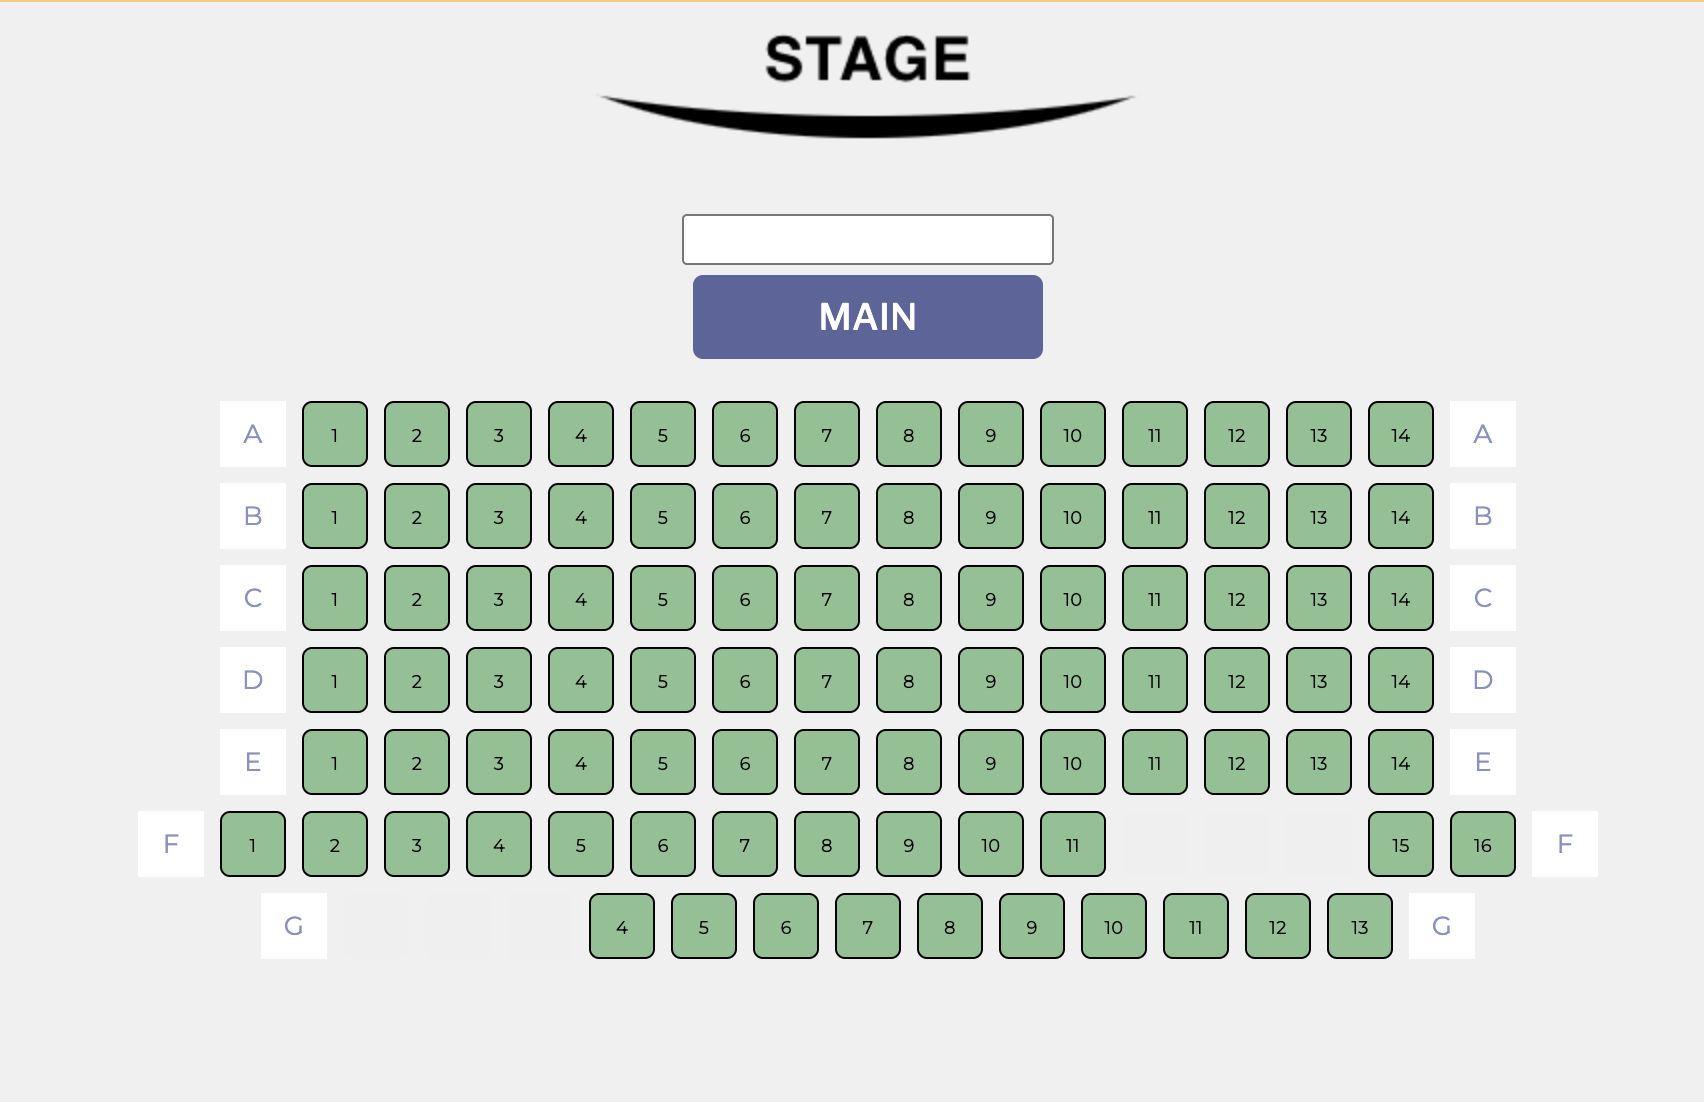 STAGE
MAIN
A 1 2 3 4 5 6 7 8 9 10 11 12 13 14 A
B 1 2 3 4 5 6 7 8 9 10 11 12 13 14 B
C 1 2 3 4 5 6 7 8 9 10 11 12 13 14 C
D 1 2 3 4 5 6 7 8 9 10 11 12 13 14 D
E 1 2 3 4 5 6 7 8 9 10 11 12 13 14 E
F 1 2 3 4 5 6 7 8 9 10 11 15 16 F
G 4 5 6 7 8 9 10 11 12 13 G